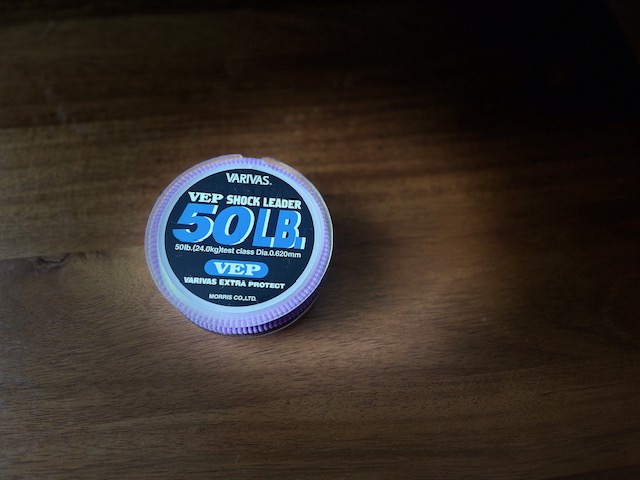 VARIVAS®
VEP SHOCK LEADER
50LB.
50lb.(24.0kg)test class Dia.0.620mm
VEP
VARIVAS EXTRA PROTECT
MORRIS CO.,LTD.